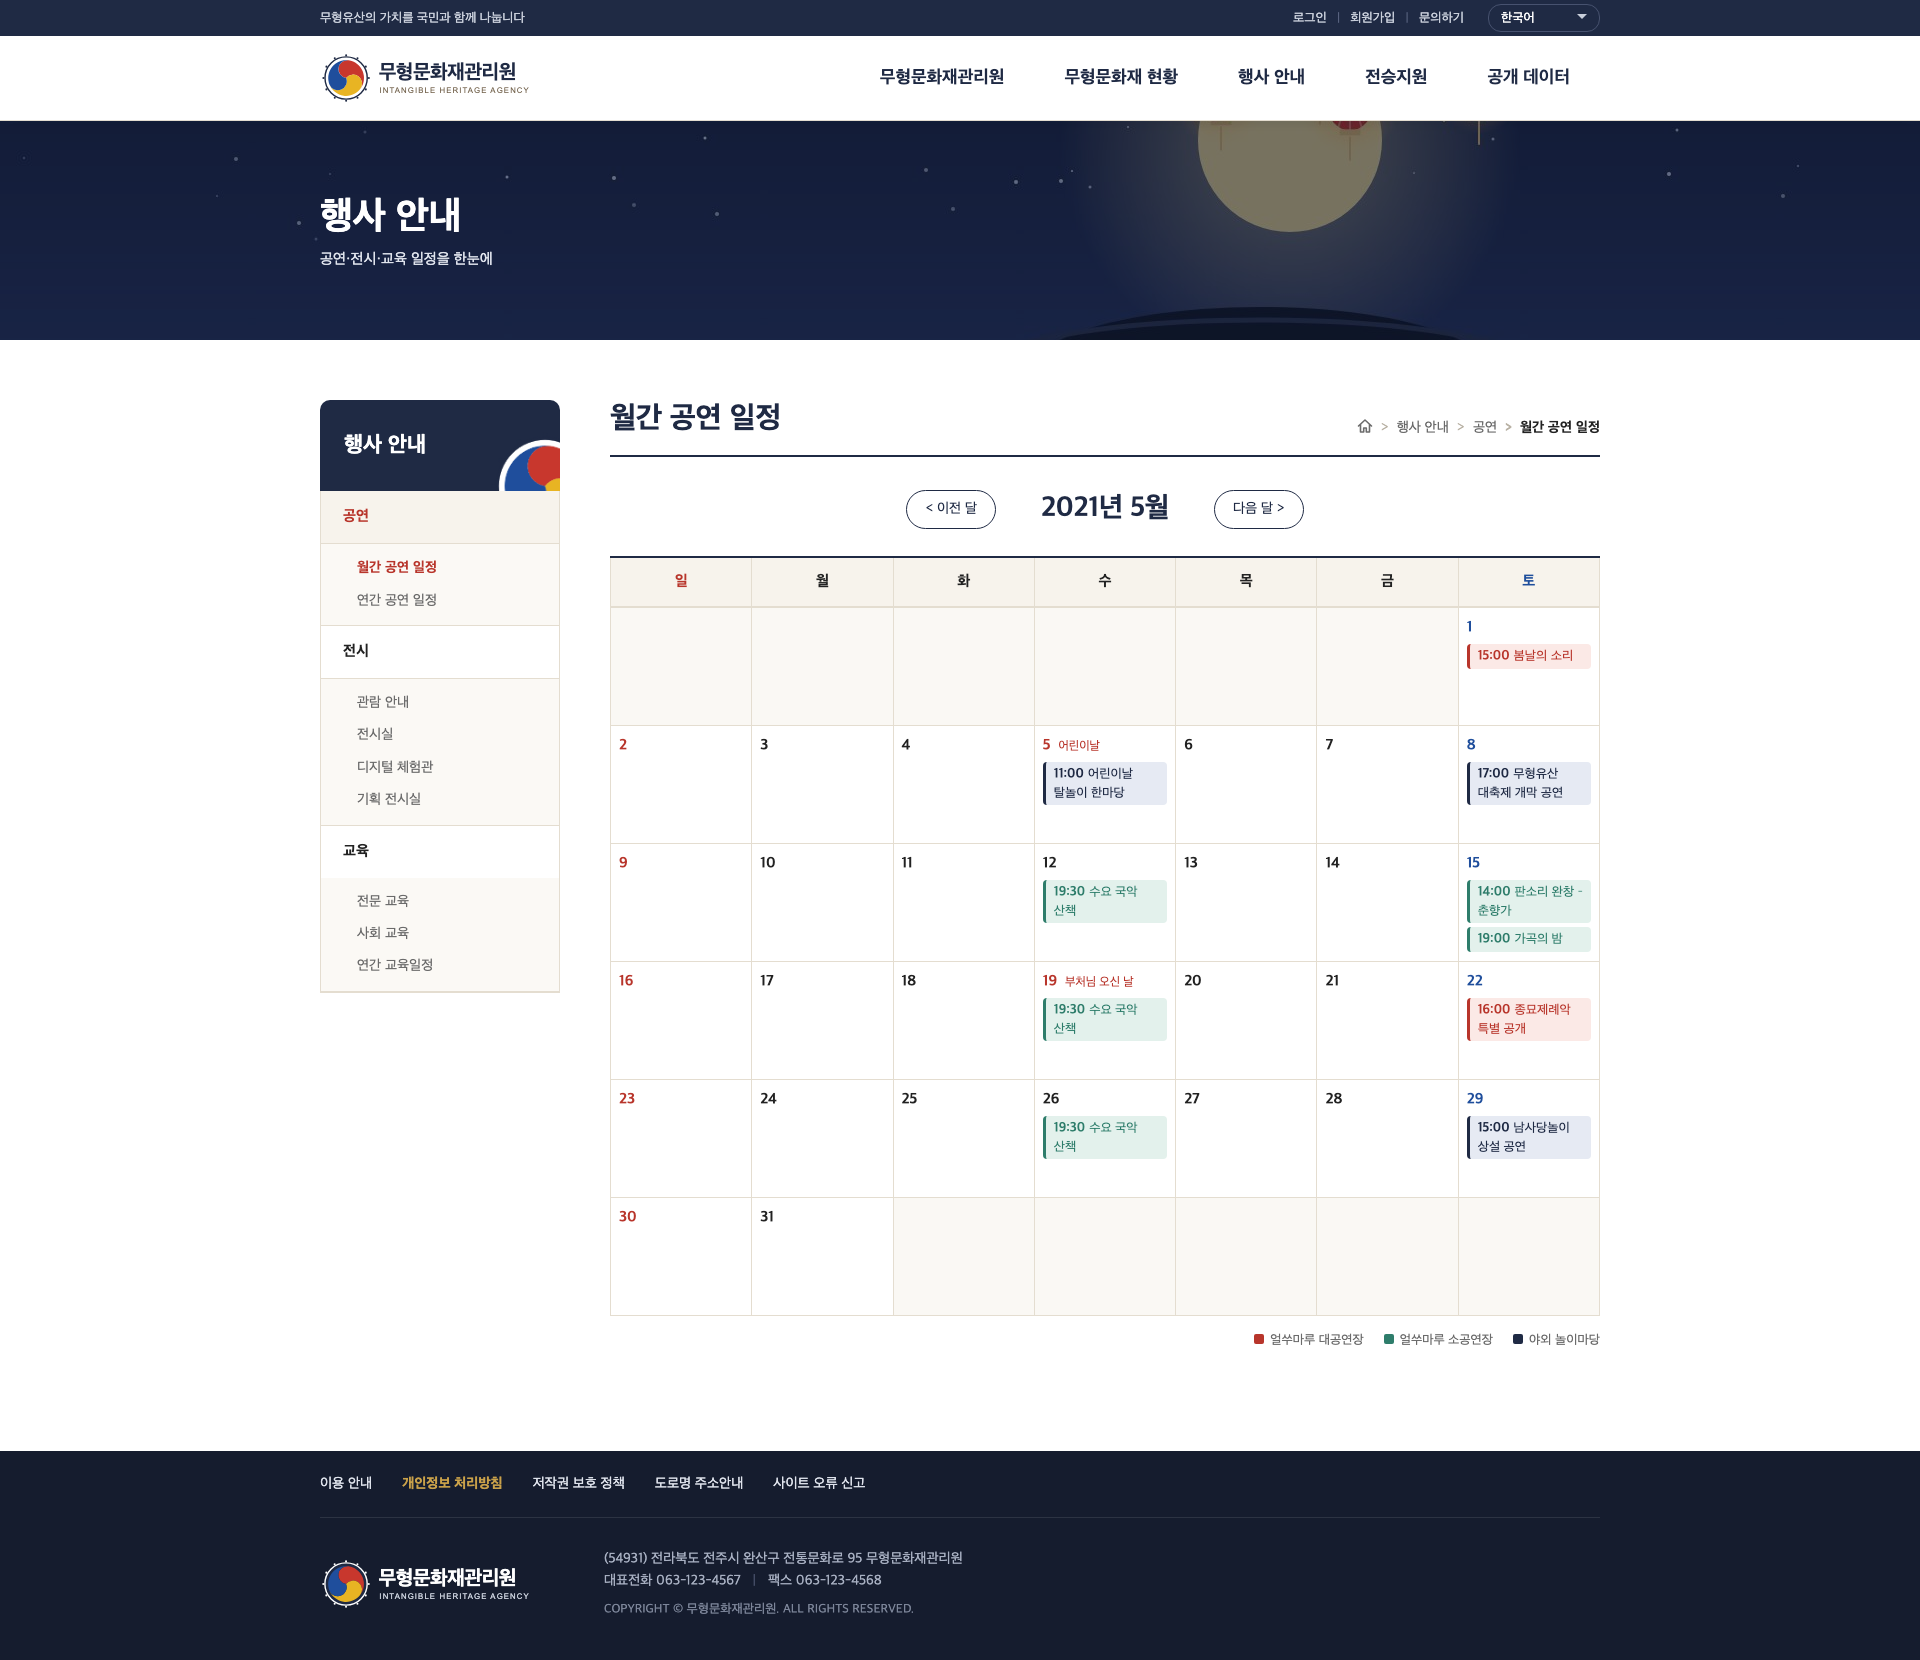 무형유산의 가치를 국민과 함께 나눕니다
로그인 | 회원가입 | 문의하기
한국어
무형문화재관리원
INTANGIBLE HERITAGE AGENCY
무형문화재관리원 무형문화재 현황 행사 안내 전승지원 공개 데이터
행사 안내
공연·전시·교육 일정을 한눈에
행사 안내
공연
월간 공연 일정
연간 공연 일정
전시
관람 안내
전시실
디지털 체험관
기획 전시실
교육
전문 교육
사회 교육
연간 교육일정
월간 공연 일정
> 행사 안내 > 공연 > 월간 공연 일정
< 이전 달
2021년 5월
다음 달 >
일 월 화 수 목 금 토
1
15:00 봄날의 소리
2
3
4
5 어린이날
11:00 어린이날
탈놀이 한마당
6
7
8
17:00 무형유산
대축제 개막 공연
9
10
11
12
19:30 수요 국악
산책
13
14
15
14:00 판소리 완창 -
춘향가
19:00 가곡의 밤
16
17
18
19 부처님 오신 날
19:30 수요 국악
산책
20
21
22
16:00 종묘제례악
특별 공개
23
24
25
26
19:30 수요 국악
산책
27
28
29
15:00 남사당놀이
상설 공연
30
31
얼쑤마루 대공연장 얼쑤마루 소공연장 야외 놀이마당
이용 안내 개인정보 처리방침 저작권 보호 정책 도로명 주소안내 사이트 오류 신고
무형문화재관리원
INTANGIBLE HERITAGE AGENCY
(54931) 전라북도 전주시 완산구 전통문화로 95 무형문화재관리원
대표전화 063-123-4567 | 팩스 063-123-4568
COPYRIGHT © 무형문화재관리원. ALL RIGHTS RESERVED.